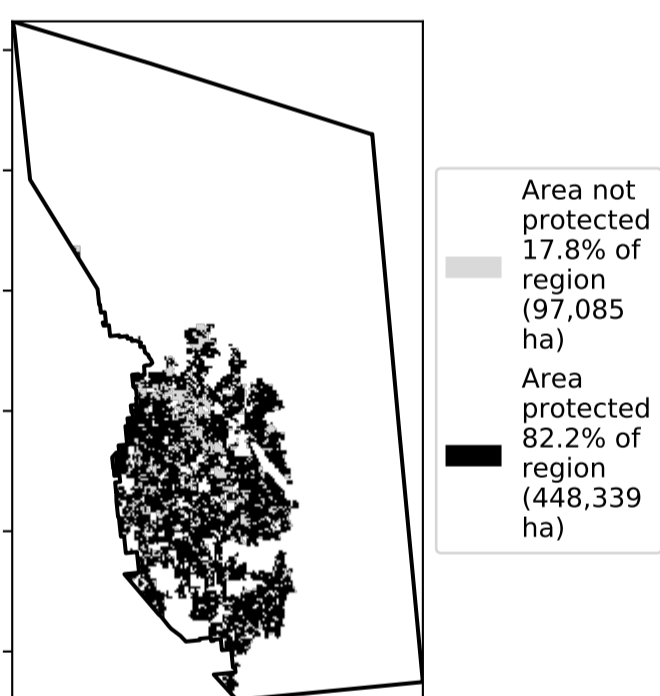 Area not
protected
17.8% of
region
(97,085
ha)
Area
protected
82.2% of
region
(448,339
ha)